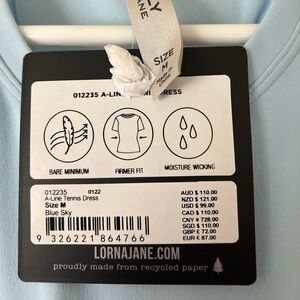 SIZE
M
012235 A-LINE TENNIS DRESS
BARE MINIMUM
FIRMER FIT
MOISTURE WICKING
012235 0122
A-Line Tennis Dress
Size M
Blue Sky
9 326221 864766
AUD $ 110.00
NZD $ 121.00
USD $ 99.00
CAD $ 110.00
CNY ¥ 728.00
SGD $ 110.00
GBP £ 72.00
EUR € 87.00
LORNAJANE.COM
proudly made from recycled paper